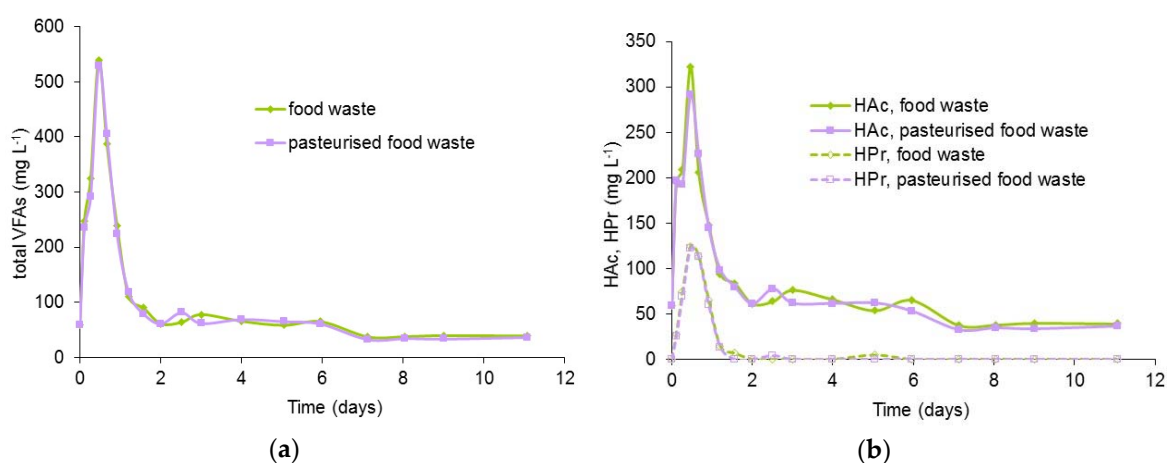 600
500
400
300
200
100
0
total VFAs (mg L-1)
food waste
pasteurised food waste
0 2 4 6 8 10 12
Time (days)
(a)
350
300
250
200
150
100
50
0
HAc, HPr (mg L-1)
HAc, food waste
HAc, pasteurised food waste
HPr, food waste
HPr, pasteurised food waste
0 2 4 6 8 10 12
Time (days)
(b)